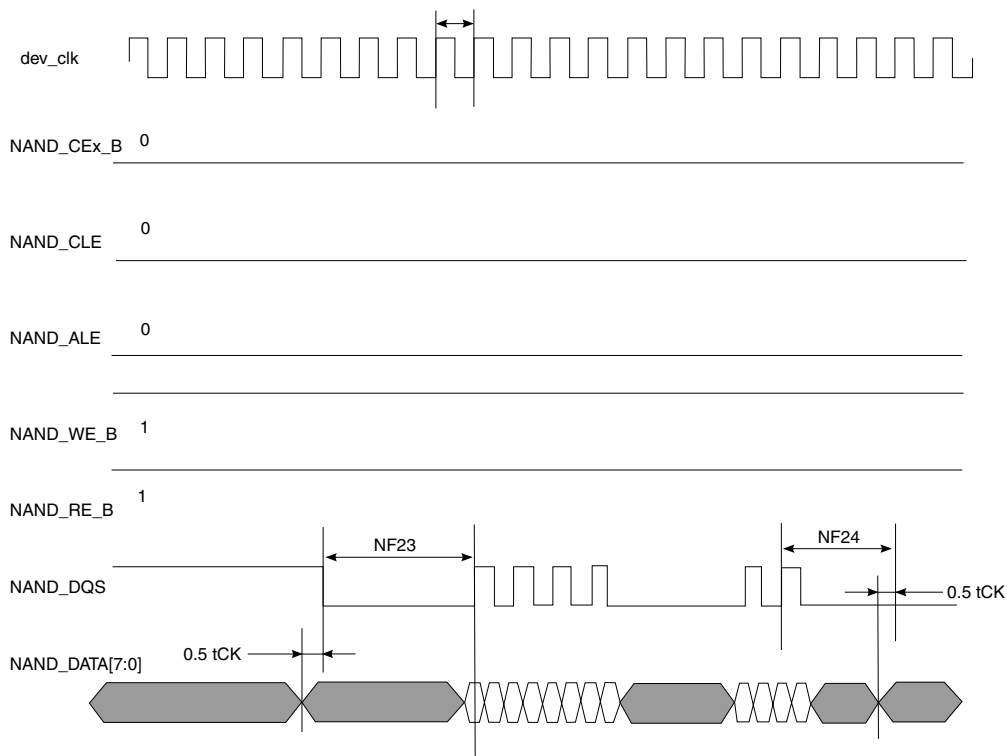 dev_clk
NAND_CEx_B 0
NAND_CLE 0
NAND_ALE 0
NAND_WE_B 1
NAND_RE_B 1
NF23
NF24
NAND_DQS
0.5 tCK
0.5 tCK
NAND_DATA[7:0]